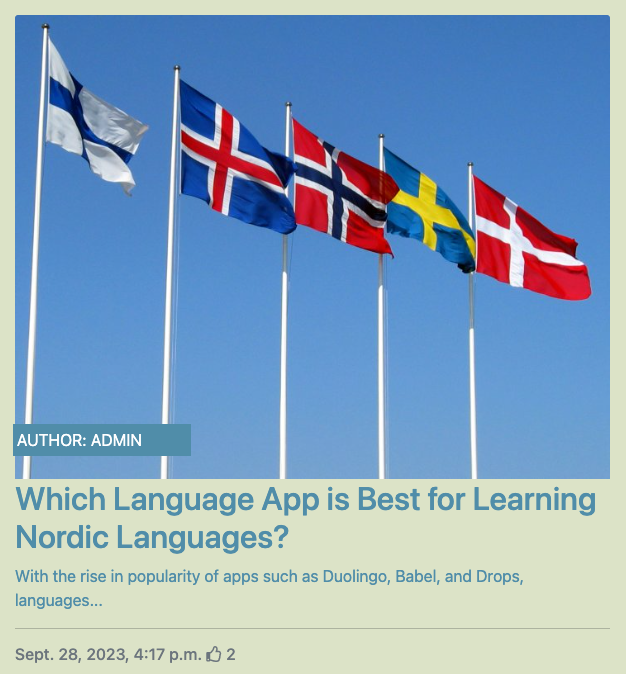 AUTHOR: ADMIN
Which Language App is Best for Learning
Nordic Languages?
With the rise in popularity of apps such as Duolingo, Babel, and Drops,
languages...
Sept. 28, 2023, 4:17 p.m. 2